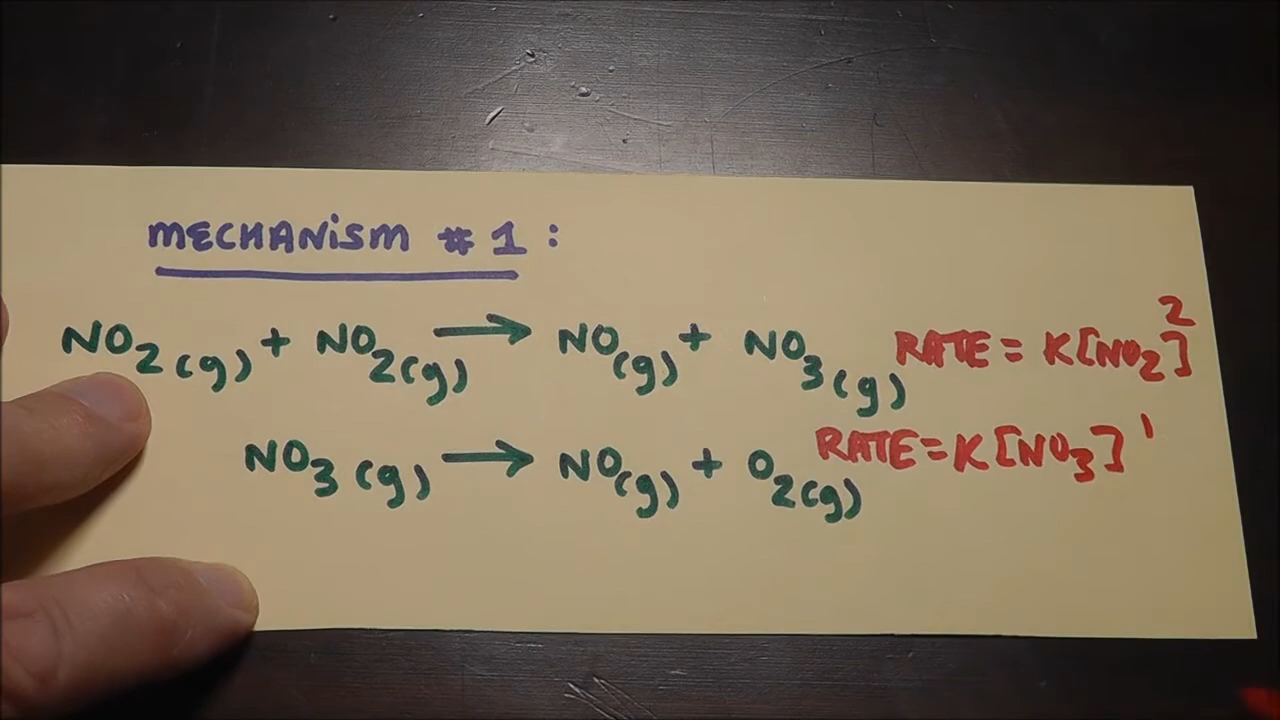 MECHANiSM # 1 :
NO2(g) + NO2(g) → NO(g) + NO3(g) RATE = K[NO2]²
NO3(g) → NO(g) + O2(g) RATE = K[NO3]¹